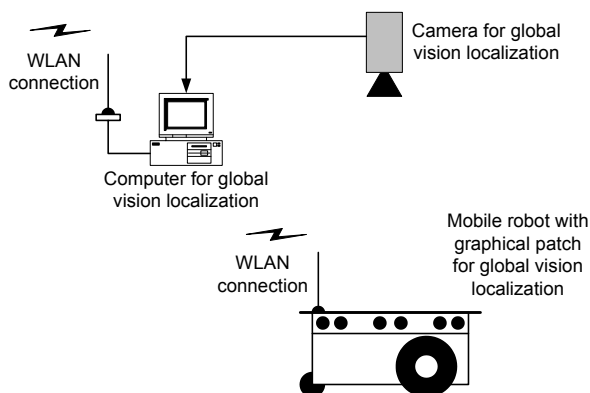 WLAN
connection
Camera for global
vision localization
Computer for global
vision localization
WLAN
connection
Mobile robot with
graphical patch
for global vision
localization